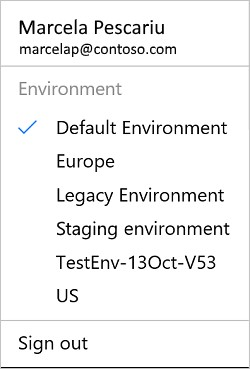 Marcela Pescariu
marcelap@contoso.com
Environment
Default Environment
Europe
Legacy Environment
Staging environment
TestEnv-13Oct-V53
US
Sign out